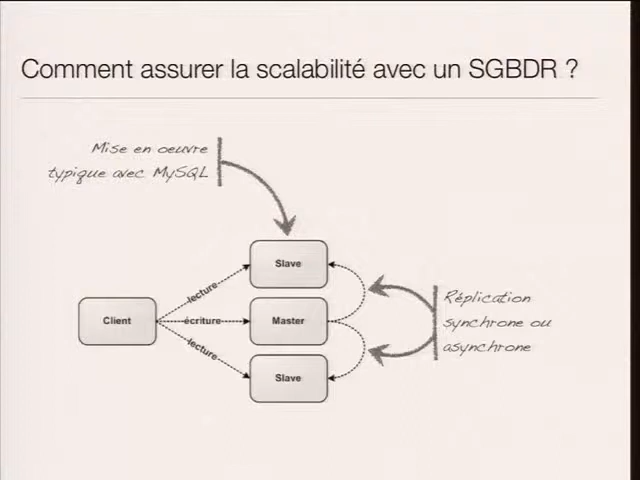 Comment assurer la scalabilité avec un SGBDR ?
Mise en oeuvre
typique avec MySQL
Slave
lecture
Client
écriture
Master
lecture
Slave
Réplication
synchrone ou
asynchrone